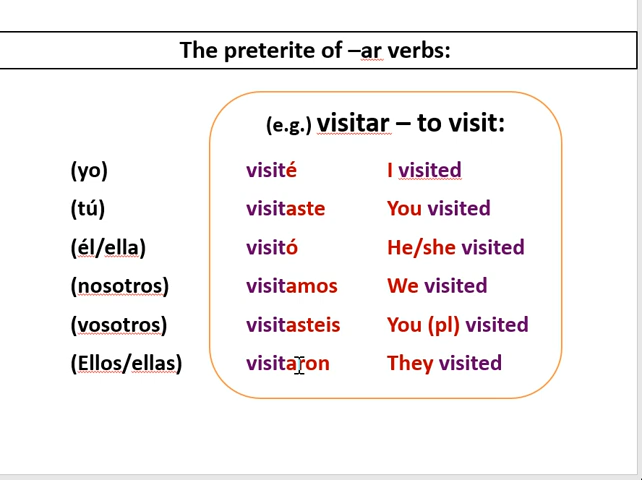 The preterite of –ar verbs:
(e.g.) visitar – to visit:
(yo) visité I visited
(tú) visitaste You visited
(él/ella) visitó He/she visited
(nosotros) visitamos We visited
(vosotros) visitasteis You (pl) visited
(Ellos/ellas) visitaron They visited